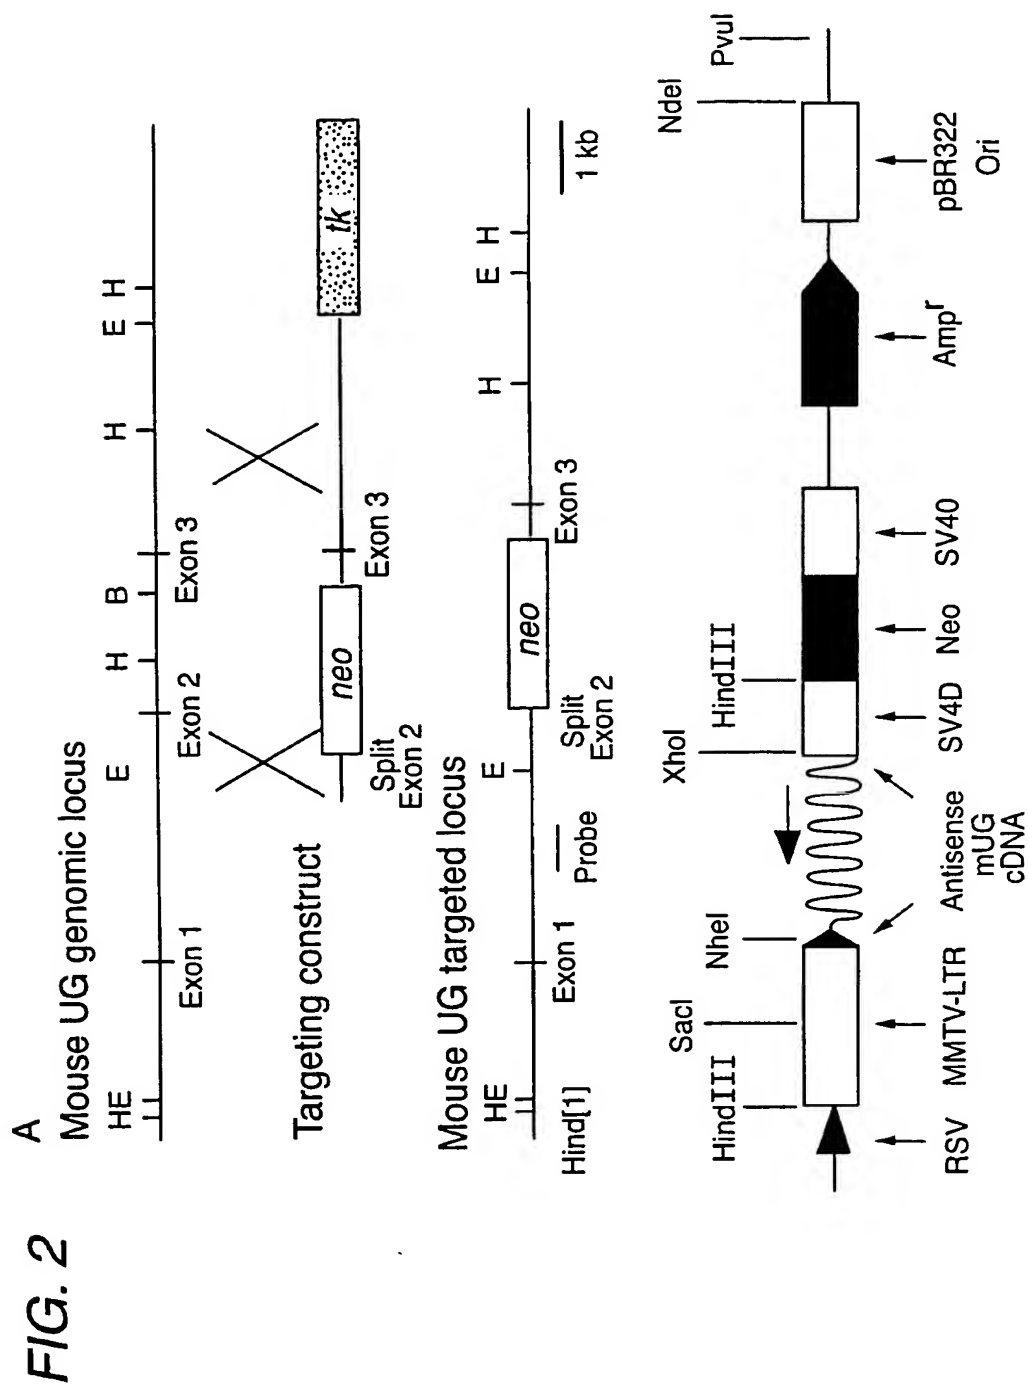 FIG. 2
A
Mouse UG genomic locus
HE E H B H E H
Exon 1 Exon 2 Exon 3
Targeting construct
neo tk
Split
Exon 2
Exon 3
Mouse UG targeted locus
HE E H E H
Hind[1] Exon 1 Probe
Split
Exon 2
neo
Exon 3
1 kb
HindIII SacI NheI XhoI HindIII NdeI PvuI
RSV MMTV-LTR
Antisense
mUG
cDNA
SV4D Neo SV40 Ampr
pBR322
Ori